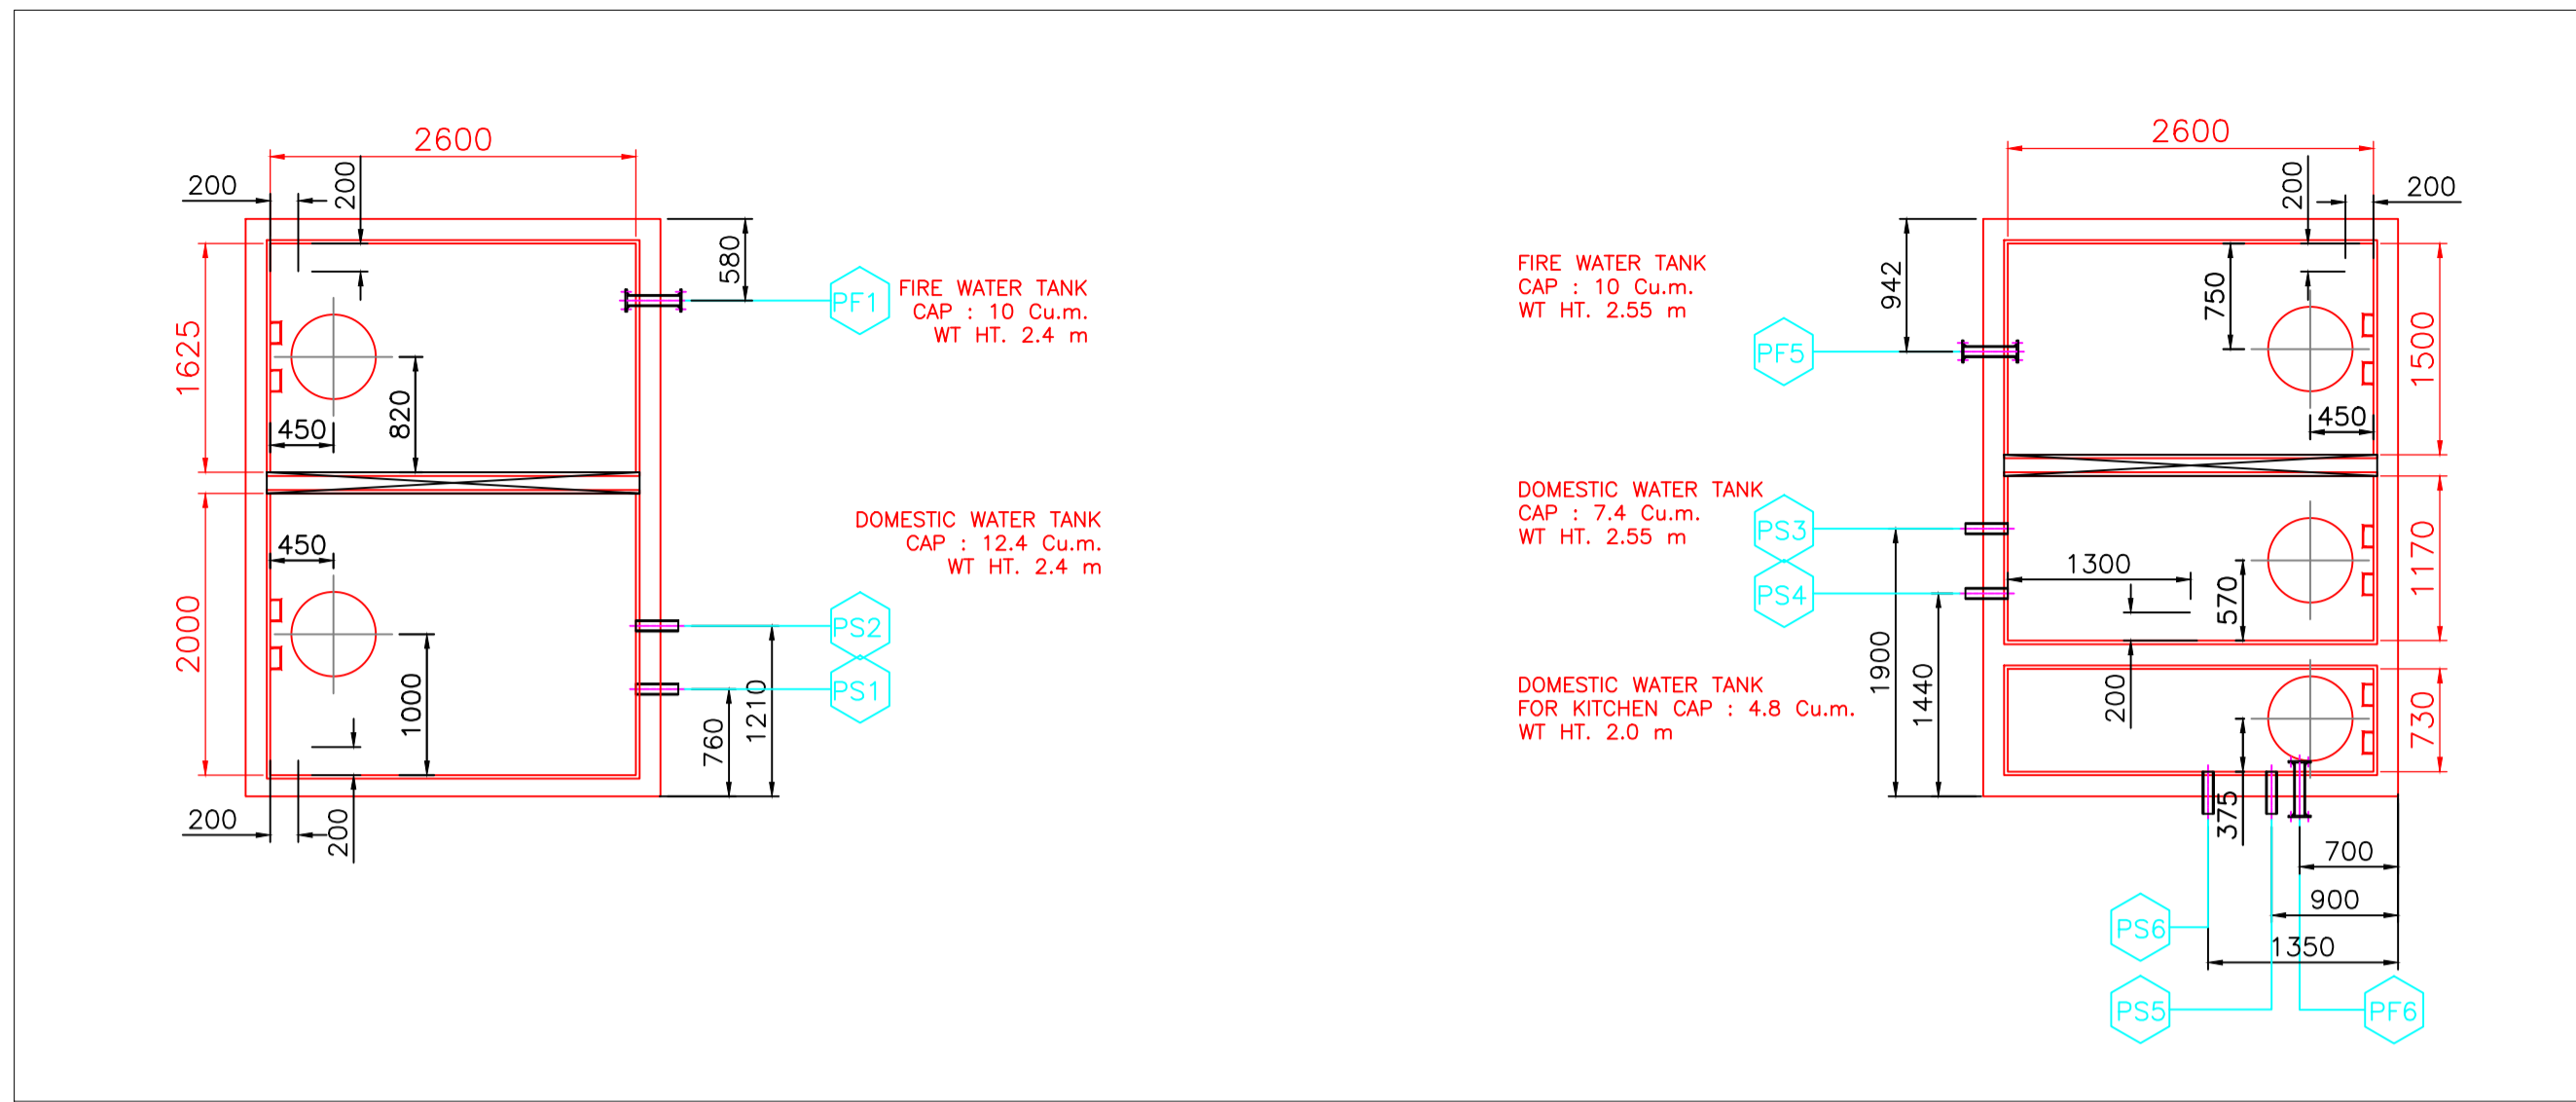 2600
200
200
580
PF1
FIRE WATER TANK
CAP : 10 Cu.m.
WT HT. 2.4 m
1625
820
450
DOMESTIC WATER TANK
CAP : 12.4 Cu.m.
WT HT. 2.4 m
450
2000
1000
PS2
PS1
1210
760
200
200
2600
200
200
942
750
FIRE WATER TANK
CAP : 10 Cu.m.
WT HT. 2.55 m
PF5
1500
450
DOMESTIC WATER TANK
CAP : 7.4 Cu.m.
WT HT. 2.55 m
PS3
PS4
1300
570
1170
1900
1440
200
DOMESTIC WATER TANK
FOR KITCHEN CAP : 4.8 Cu.m.
WT HT. 2.0 m
730
375
700
900
PS6
1350
PS5
PF6